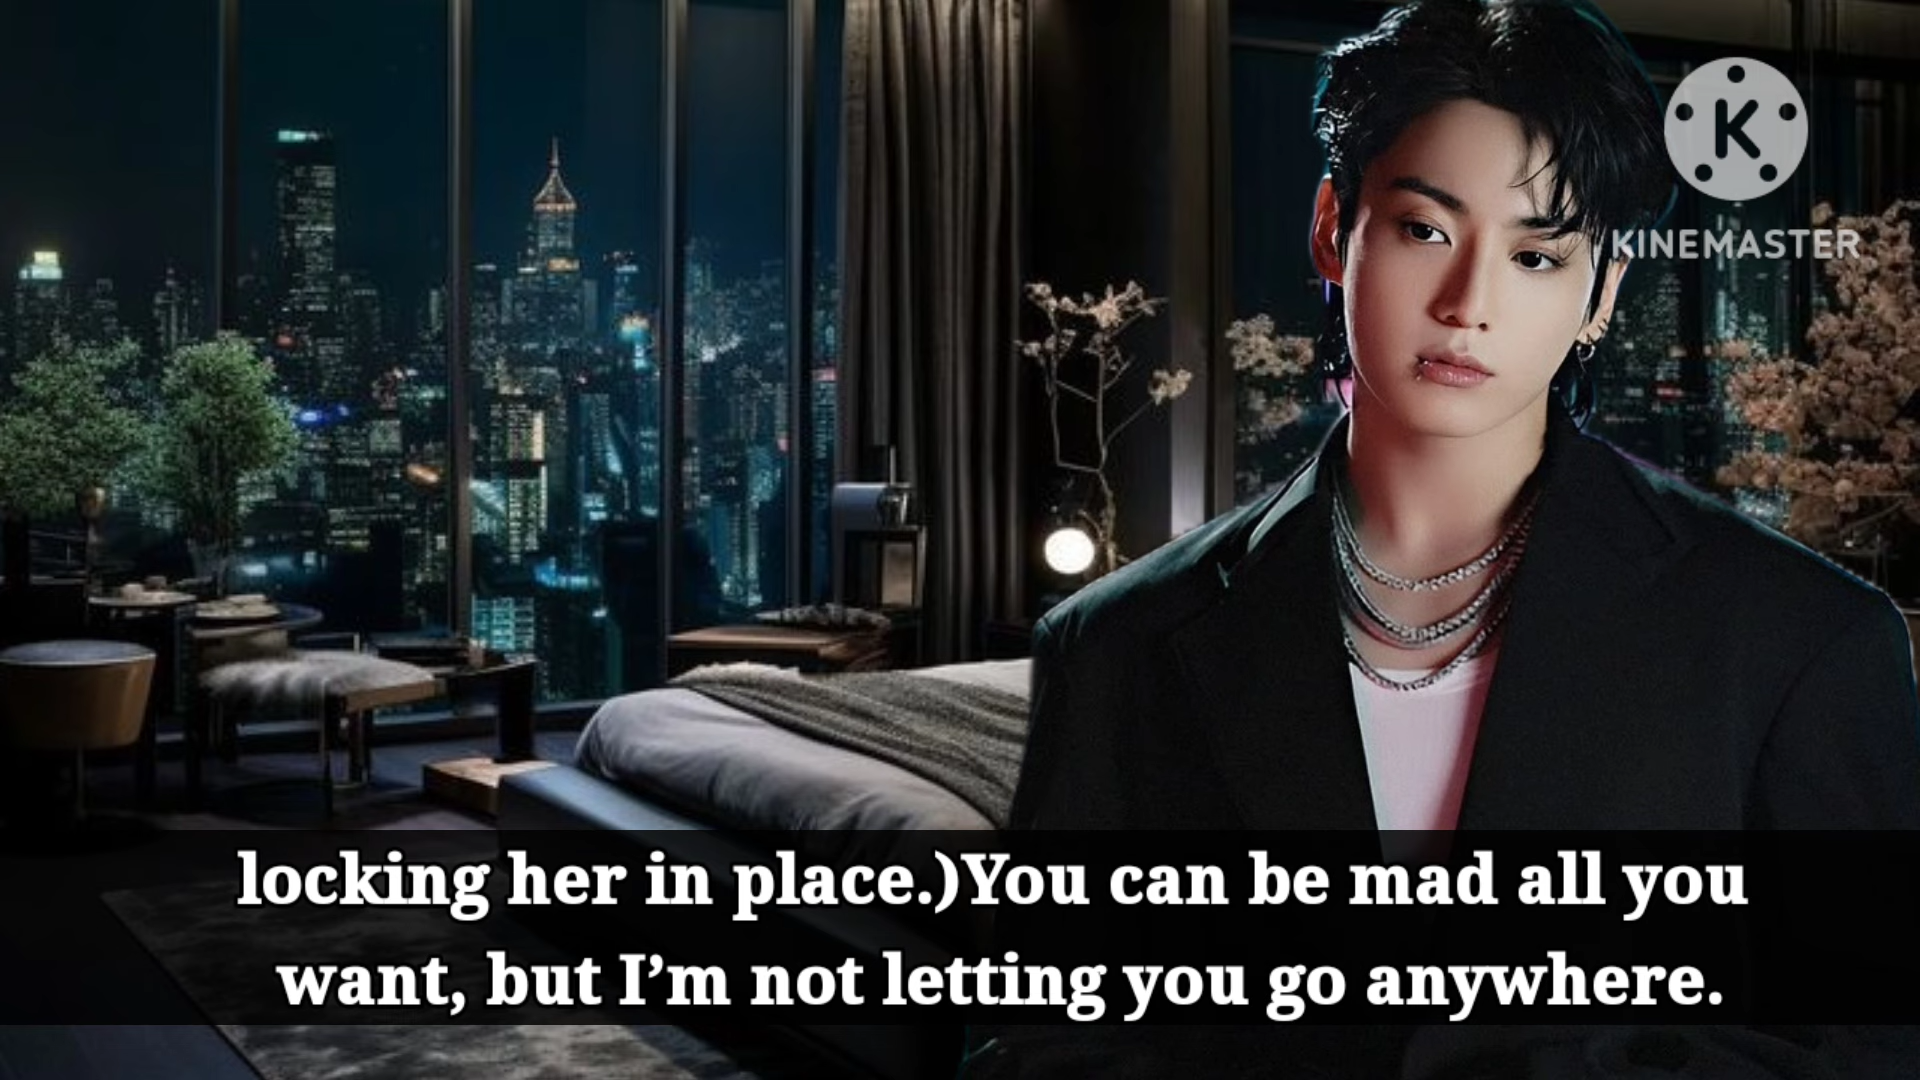 K
KINEMASTER
locking her in place.)You can be mad all you
want, but I’m not letting you go anywhere.